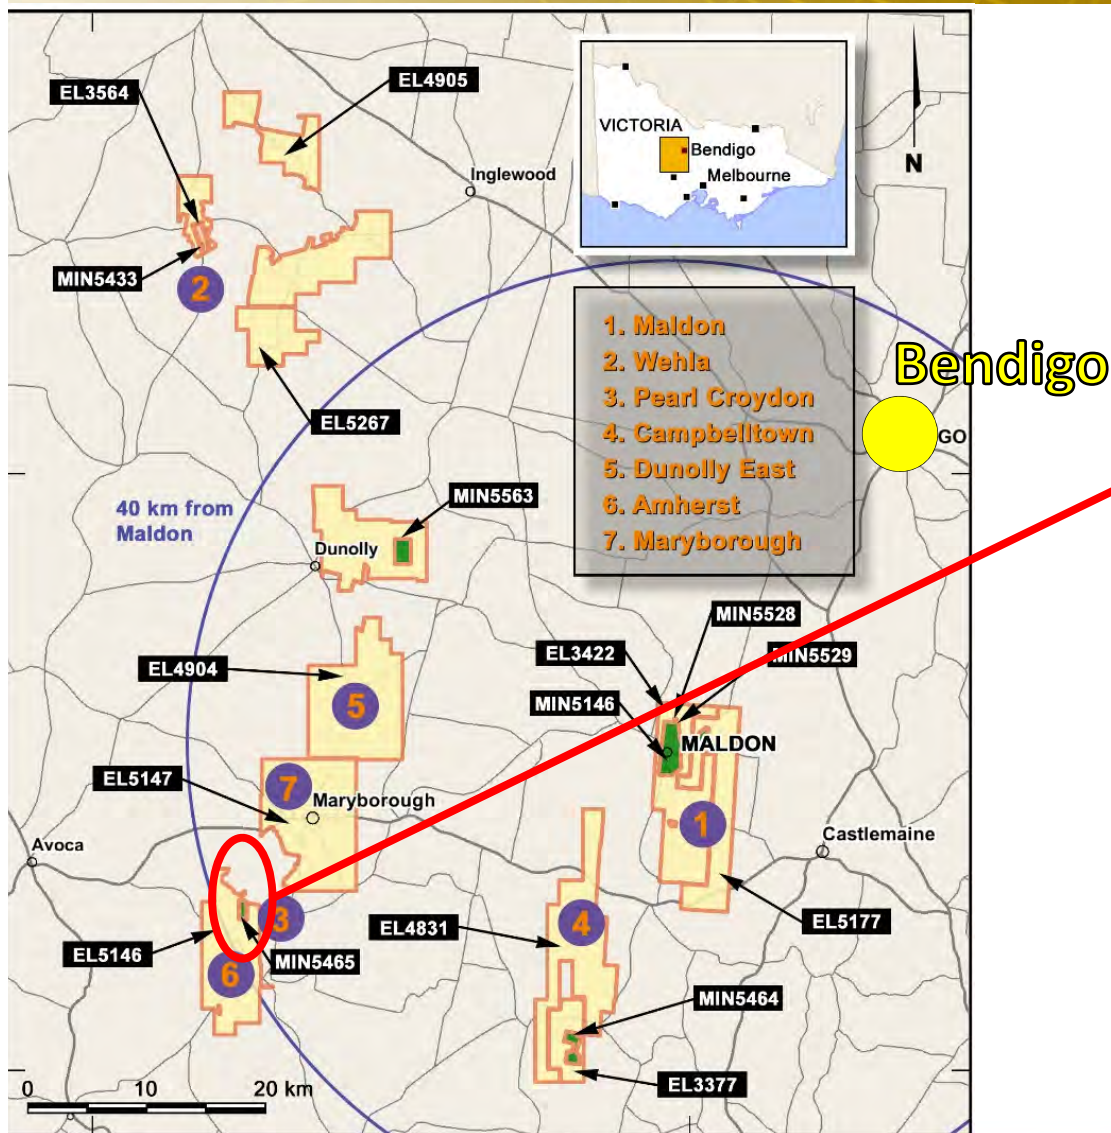 EL3564
EL4905
VICTORIA
Bendigo
Melbourne
N
Inglewood
MIN5433
2
1. Maldon
2. Wehla
3. Pearl Croydon
4. Campbelltown
5. Dunolly East
6. Amherst
7. Maryborough
Bendigo
GO
EL5267
40 km from
Maldon
MIN5563
Dunolly
MIN5528
EL3422
MIN5529
EL4904
MIN5146
5
MALDON
EL5147
7
Maryborough
1
Avoca
Castlemaine
3
4
EL5146
MIN5465
EL4831
EL5177
6
MIN5464
EL3377
0 10 20 km